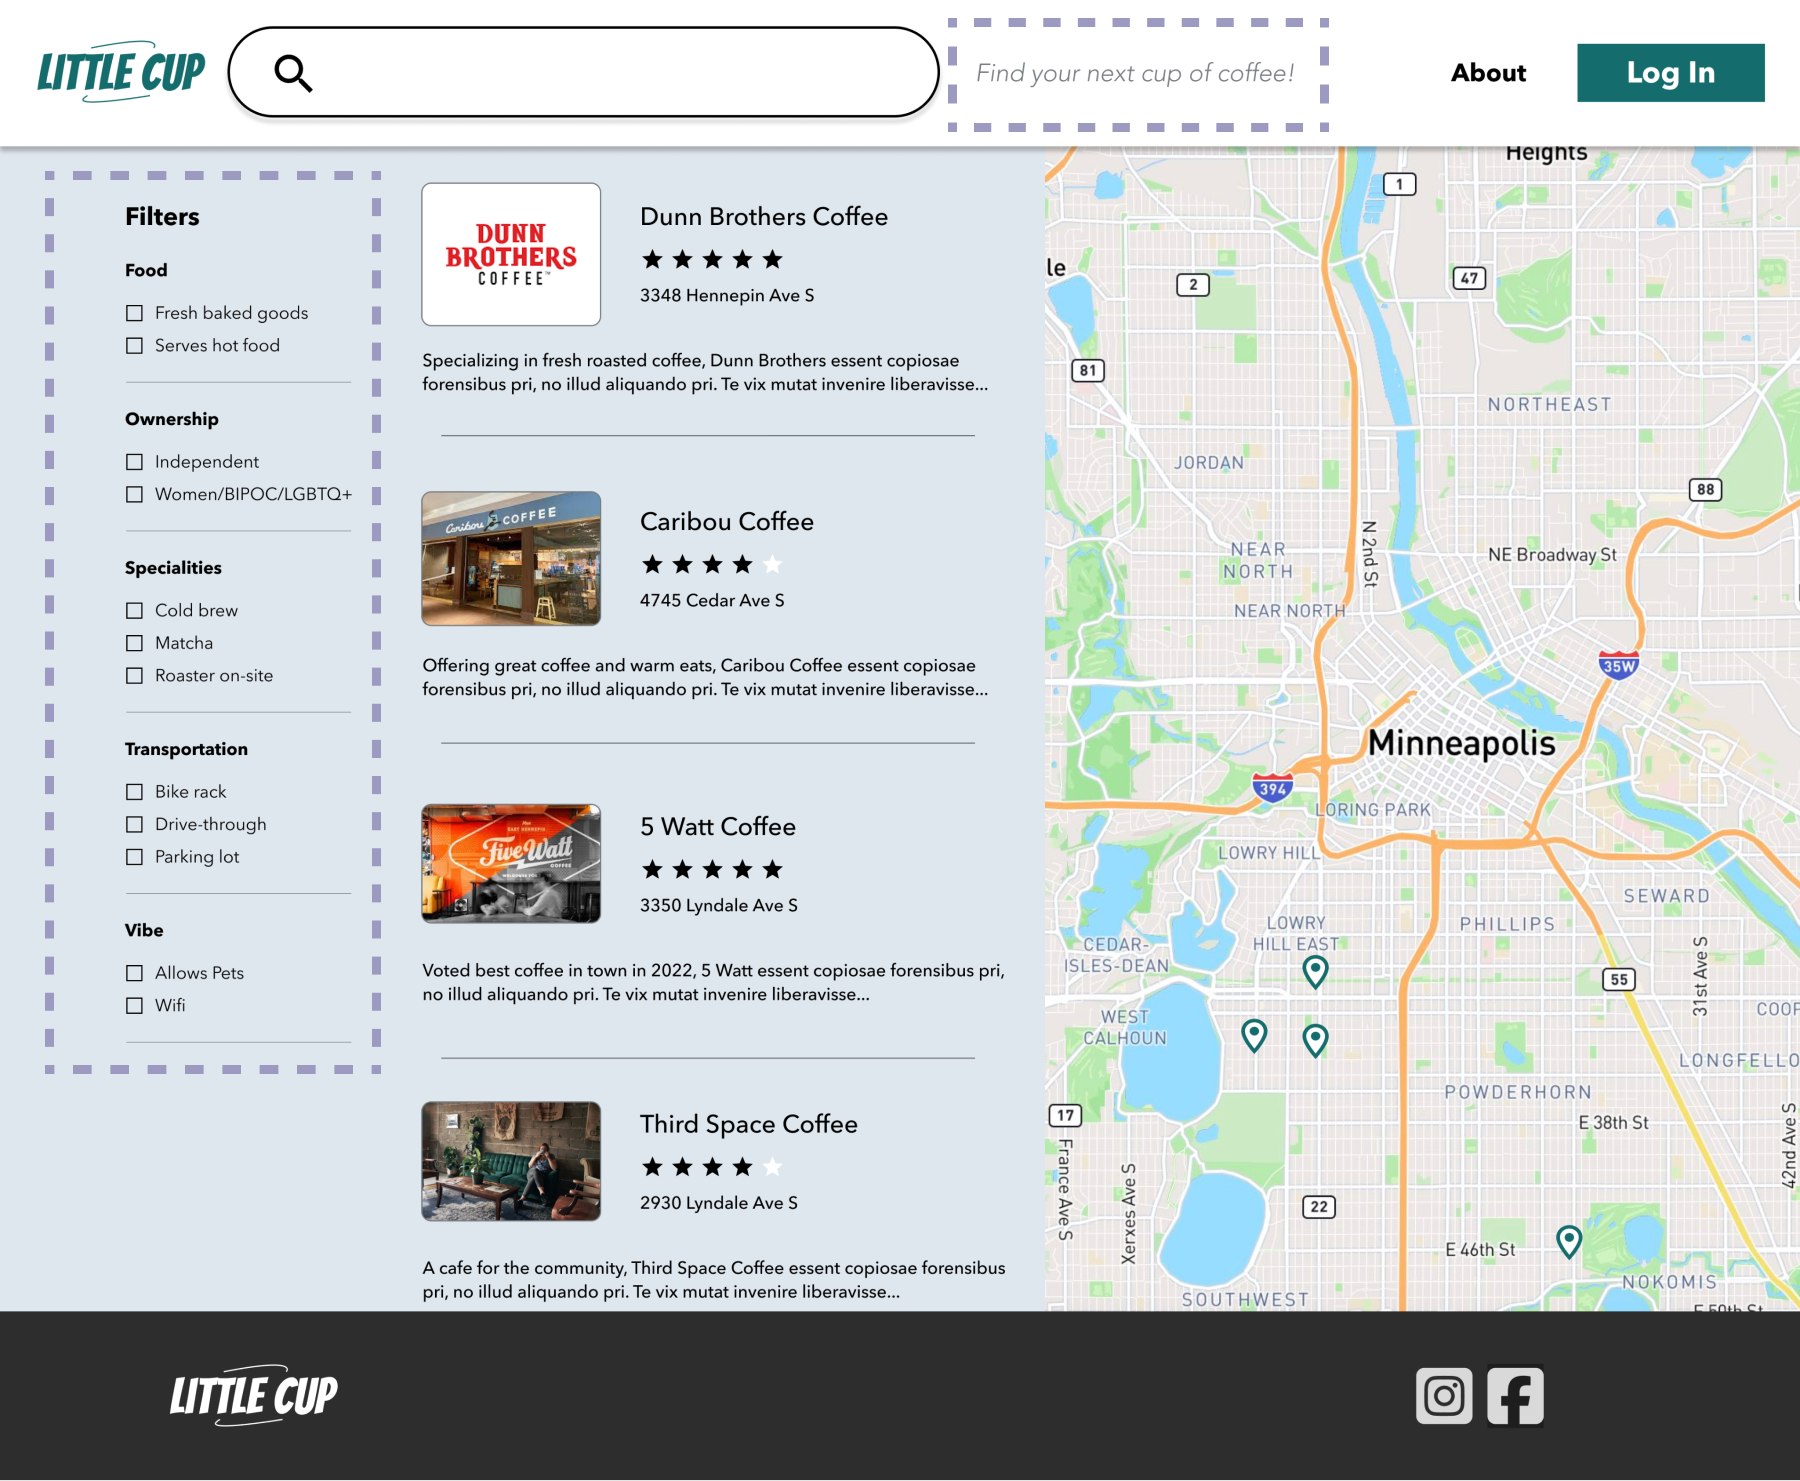 LITTLE CUP
Find your next cup of coffee!
About
Log In
Filters
Food
Fresh baked goods
Serves hot food
Ownership
Independent
Women/BIPOC/LGBTQ+
Specialities
Cold brew
Matcha
Roaster on-site
Transportation
Bike rack
Drive-through
Parking lot
Vibe
Allows Pets
Wifi
DUNN
BROTHERS
COFFEE™
Dunn Brothers Coffee
3348 Hennepin Ave S
Specializing in fresh roasted coffee, Dunn Brothers essent copiosae
forensibus pri, no illud aliquando pri. Te vix mutat invenire liberavisse...
Caribou COFFEE
Caribou Coffee
4745 Cedar Ave S
Offering great coffee and warm eats, Caribou Coffee essent copiosae
forensibus pri, no illud aliquando pri. Te vix mutat invenire liberavisse...
EAST HENNEPIN
Five Watt
COFFEE
5 Watt Coffee
3350 Lyndale Ave S
Voted best coffee in town in 2022, 5 Watt essent copiosae forensibus pri,
no illud aliquando pri. Te vix mutat invenire liberavisse...
Third Space Coffee
2930 Lyndale Ave S
A cafe for the community, Third Space Coffee essent copiosae forensibus
pri, no illud aliquando pri. Te vix mutat invenire liberavisse...
Heights
1
le
2
47
81
NORTHEAST
JORDAN
88
N 2nd St
NEAR
NORTH
NE Broadway St
NEAR NORTH
35W
Minneapolis
394
LORING PARK
LOWRY HILL
SEWARD
LOWRY
HILL EAST
PHILLIPS
CEDAR-
ISLES-DEAN
55
31st Ave S
WEST
CALHOUN
COOP
LONGFELLO
POWDERHORN
17
E 38th St
France Ave S
Xerxes Ave S
42nd Ave S
22
E 46th St
NOKOMIS
SOUTHWEST
E 50th St
LITTLE CUP